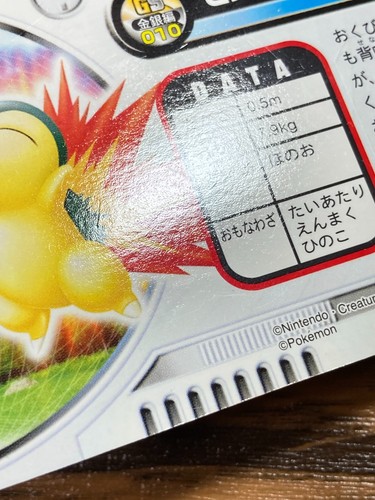 GS
金銀編
010
DATA
0.5m
7.9kg
ほのお
おもなわざ
たいあたり
えんまく
ひのこ
おくび
も背
が、
く
©Nintendo・Creatur
©Pokémon